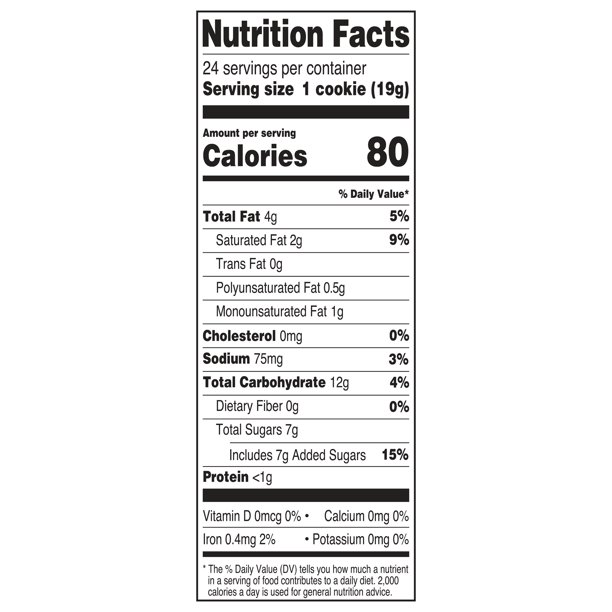 Nutrition Facts
24 servings per container
Serving size 1 cookie (19g)
Amount per serving
Calories 80
% Daily Value*
Total Fat 4g 5%
Saturated Fat 2g 9%
Trans Fat 0g
Polyunsaturated Fat 0.5g
Monounsaturated Fat 1g
Cholesterol 0mg 0%
Sodium 75mg 3%
Total Carbohydrate 12g 4%
Dietary Fiber 0g 0%
Total Sugars 7g
Includes 7g Added Sugars 15%
Protein <1g
Vitamin D 0mcg 0% • Calcium 0mg 0%
Iron 0.4mg 2% • Potassium 0mg 0%
* The % Daily Value (DV) tells you how much a nutrient
in a serving of food contributes to a daily diet. 2,000
calories a day is used for general nutrition advice.